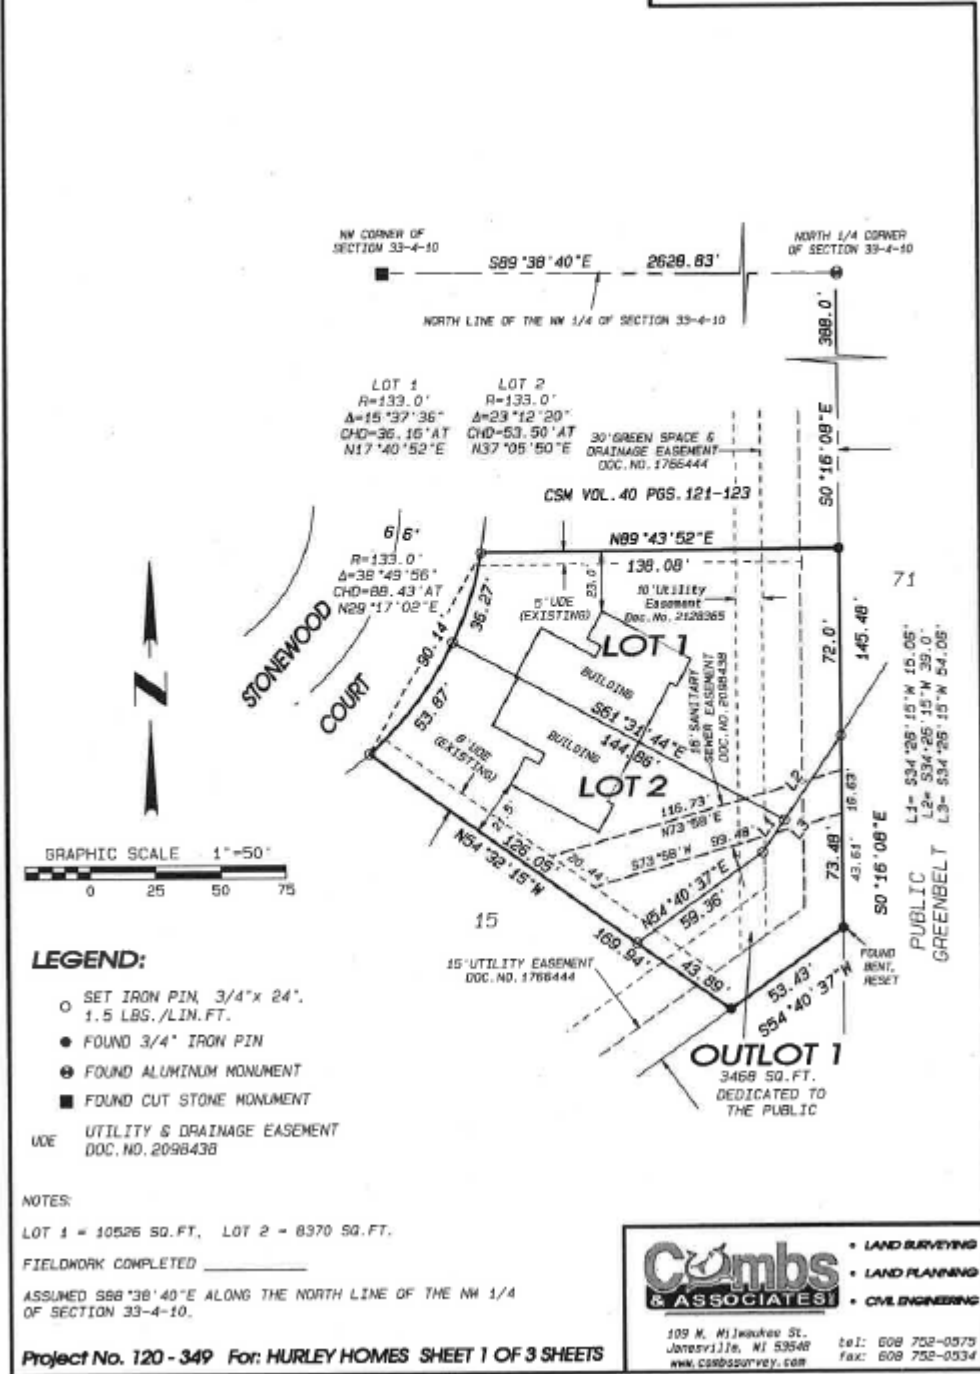 NW CORNER OF
SECTION 33-4-10
NORTH 1/4 CORNER
OF SECTION 33-4-10
S89°38'40"E 2628.83'
NORTH LINE OF THE NW 1/4 OF SECTION 33-4-10
388.0'
S0°16'08"E
LOT 1
R=133.0'
Δ=15°37'36"
CHD=36.16'AT
N17°40'52"E
LOT 2
R=133.0'
Δ=23°12'20"
CHD=53.50'AT
N37°05'50"E
30'GREEN SPACE &
DRAINAGE EASEMENT
DOC.NO.1766444
CSM VOL.40 PGS.121-123
66'
R=133.0'
Δ=38°49'56"
CHD=88.43'AT
N29°17'02"E
N89°43'52"E
138.08'
71
5'UDE
(EXISTING)
23.0'
10'Utility
Easement
Doc.No.2128365
36.27'
90.14'
53.87'
STONEWOOD
COURT
LOT 1
BUILDING
S61°31'44"E
144.86'
BUILDING
LOT 2
6'UDE
(EXISTING)
15'SANITARY
SEWER EASEMENT
DOC.NO.2098438
72.0'
145.48'
L1= S34°26'15"W 15.06'
L2= S34°26'15"W 39.0'
L3= S34°26'15"W 54.06'
116.73'
N73°58'E
S73°58'W 99.48'
L1
L2
L3
16.63'
43.61'
73.48'
S0°16'08"E
PUBLIC
GREENBELT
N54°32'15"W
126.05'
20.44'
N54°40'37"E
59.36'
169.94'
43.89'
53.43'
S54°40'37"W
FOUND
BENT,
RESET
15
15'UTILITY EASEMENT
DOC.NO.1766444
OUTLOT 1
3468 SQ.FT.
DEDICATED TO
THE PUBLIC
N
GRAPHIC SCALE 1"=50'
0 25 50 75
LEGEND:
SET IRON PIN, 3/4"x 24",
1.5 LBS./LIN.FT.
FOUND 3/4" IRON PIN
FOUND ALUMINUM MONUMENT
FOUND CUT STONE MONUMENT
UDE UTILITY & DRAINAGE EASEMENT
DOC.NO.2098438
NOTES:
LOT 1 = 10526 SQ.FT, LOT 2 = 8370 SQ.FT.
FIELDWORK COMPLETED
ASSUMED S88°38'40"E ALONG THE NORTH LINE OF THE NW 1/4
OF SECTION 33-4-10.
Project No. 120 - 349 For: HURLEY HOMES SHEET 1 OF 3 SHEETS
Combs
& ASSOCIATES
• LAND SURVEYING
• LAND PLANNING
• CIVIL ENGINEERING
109 W. Milwaukee St.
Janesville, WI 53548
www.combssurvey.com
tel: 608 752-0575
fax: 608 752-0534